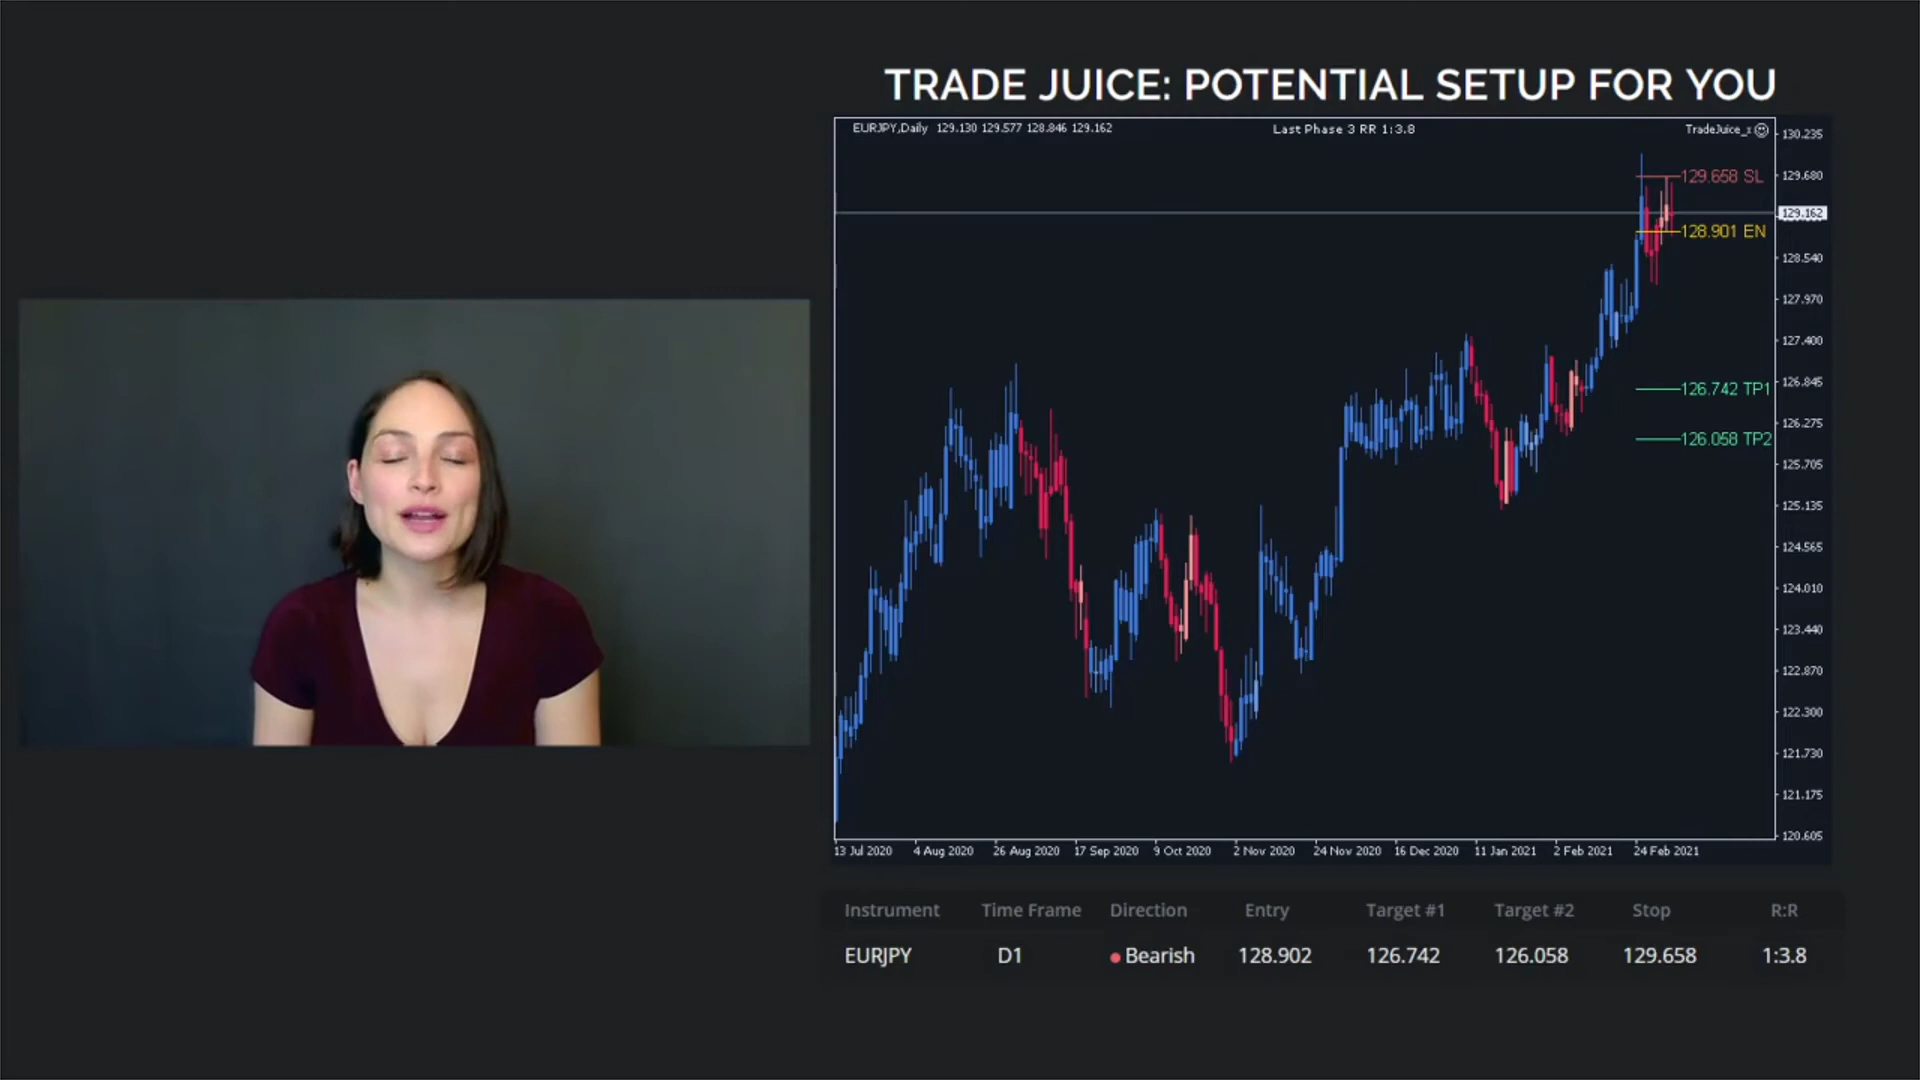 TRADE JUICE: POTENTIAL SETUP FOR YOU
EURJPY,Daily 129.130 129.577 128.846 129.162
Last Phase 3 RR 1:3.8
130.235
129.658 SL
129.680
129.162
128.901 EN
128.540
127.970
127.400
126.845
126.742 TP1
126.275
126.058 TP2
125.705
125.135
124.565
124.010
123.440
122.870
122.300
121.730
121.175
120.605
13 Jul 2020 4 Aug 2020 26 Aug 2020 17 Sep 2020 9 Oct 2020 2 Nov 2020 24 Nov 2020 16 Dec 2020 11 Jan 2021 2 Feb 2021 24 Feb 2021
Instrument Time Frame Direction Entry Target #1 Target #2 Stop R:R
EURJPY D1 Bearish 128.902 126.742 126.058 129.658 1:3.8